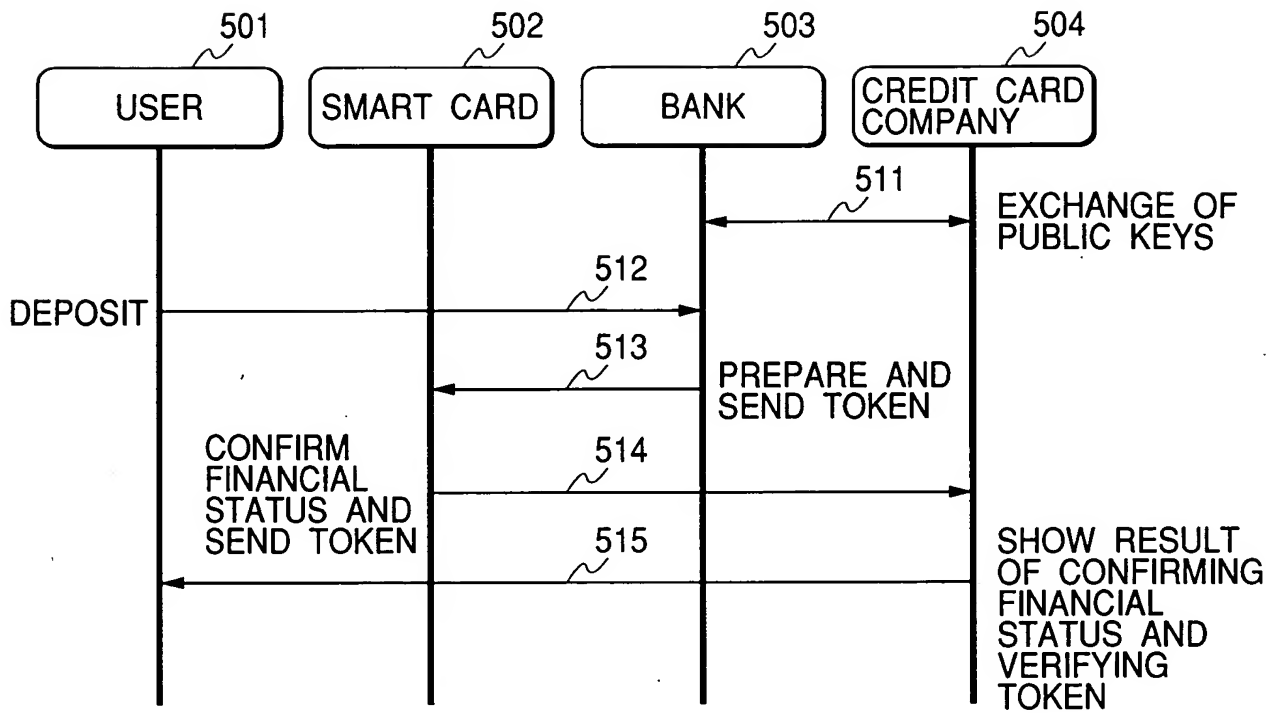 501
502
503
504
USER
SMART CARD
BANK
CREDIT CARD
COMPANY
511
EXCHANGE OF
PUBLIC KEYS
512
DEPOSIT
513
PREPARE AND
SEND TOKEN
CONFIRM
FINANCIAL
STATUS AND
SEND TOKEN
514
515
SHOW RESULT
OF CONFIRMING
FINANCIAL
STATUS AND
VERIFYING
TOKEN